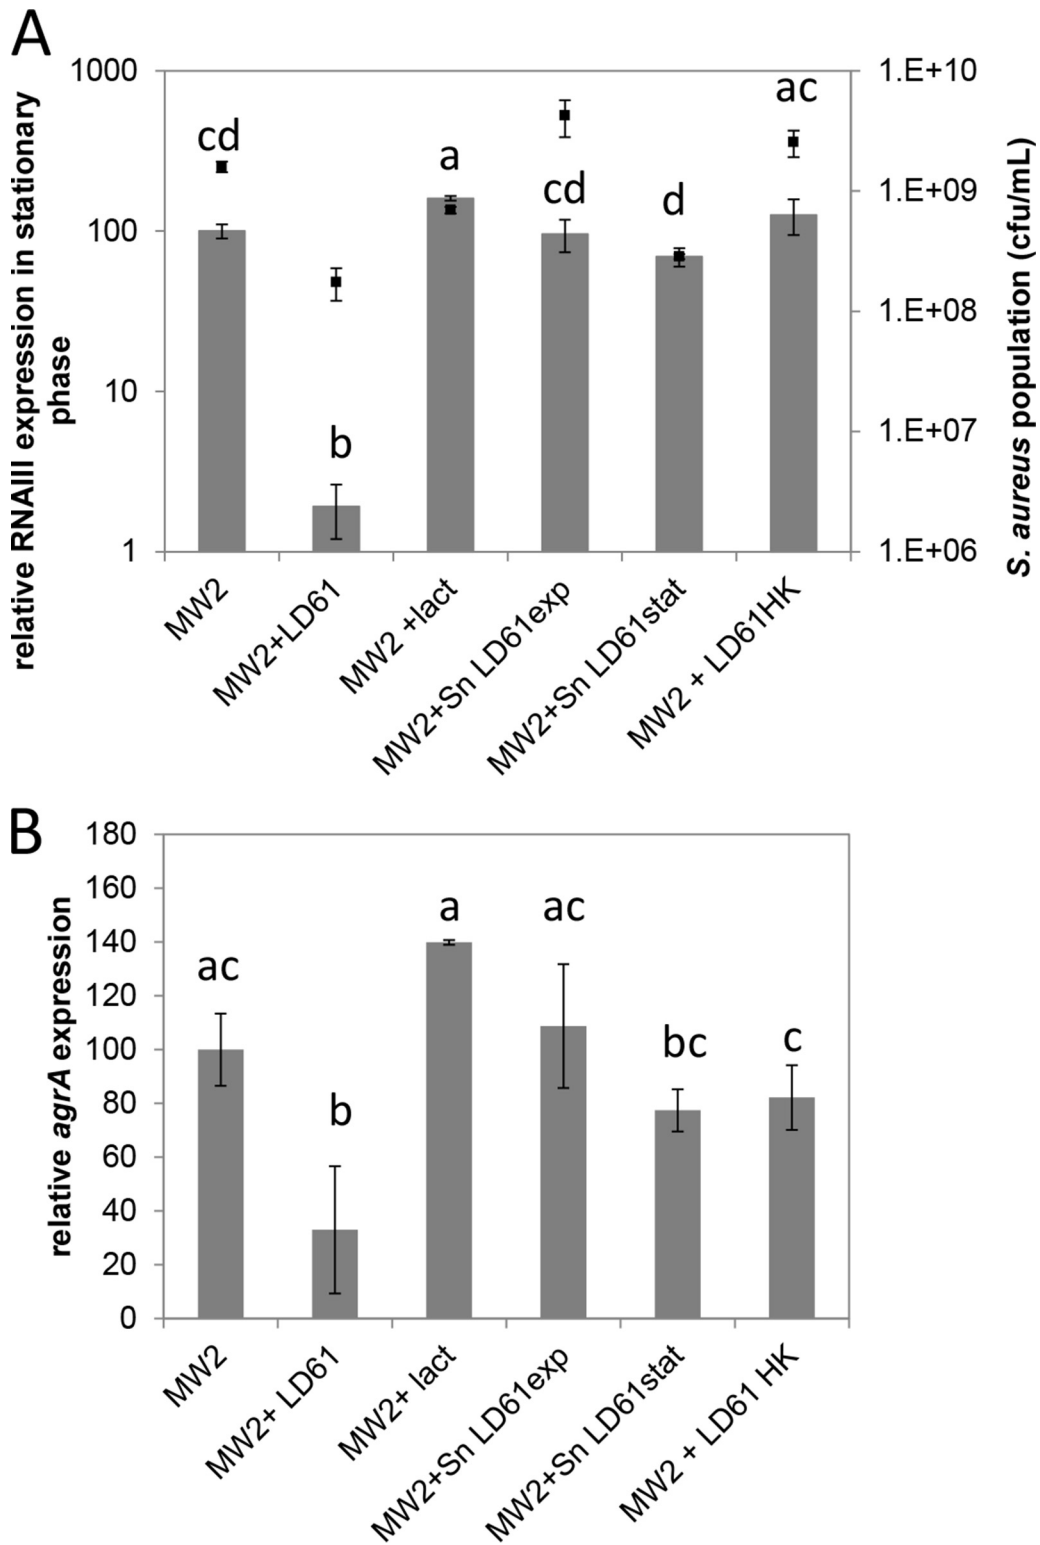 A
1000
100
10
1
relative RNAIII expression in stationary
phase
1.E+10
1.E+09
1.E+08
1.E+07
1.E+06
S. aureus population (cfu/mL)
cd
b
a
cd
d
ac
MW2
MW2+LD61
MW2 +lact
MW2+Sn LD61exp
MW2+Sn LD61stat
MW2 + LD61HK
B
180
160
140
120
100
80
60
40
20
0
relative agrA expression
ac
b
a
ac
bc
c
MW2
MW2+ LD61
MW2+ lact
MW2+Sn LD61exp
MW2+Sn LD61stat
MW2 + LD61 HK